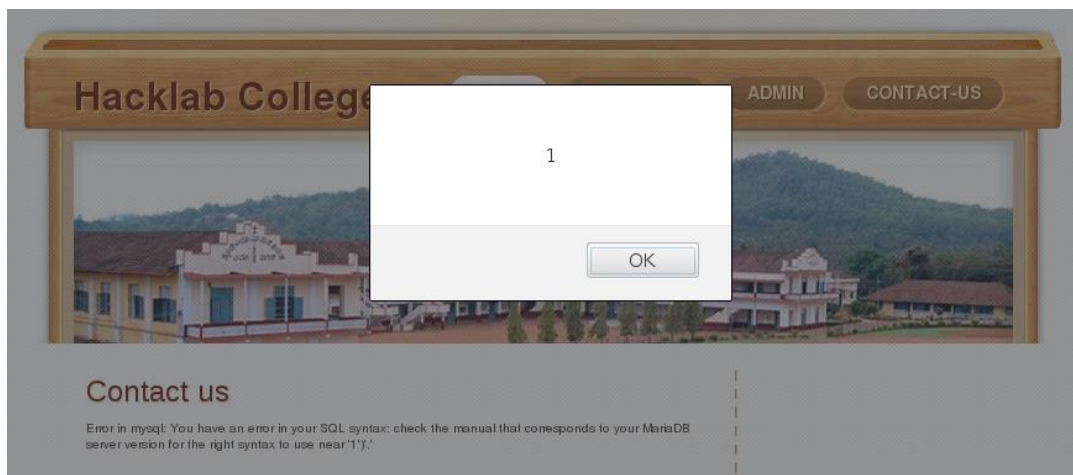 Hacklab College
ADMIN
CONTACT-US
1
OK
Contact us
Error in mysql: You have an error in your SQL syntax: check the manual that corresponds to your MariaDB
server version for the right syntax to use near '1')'.'